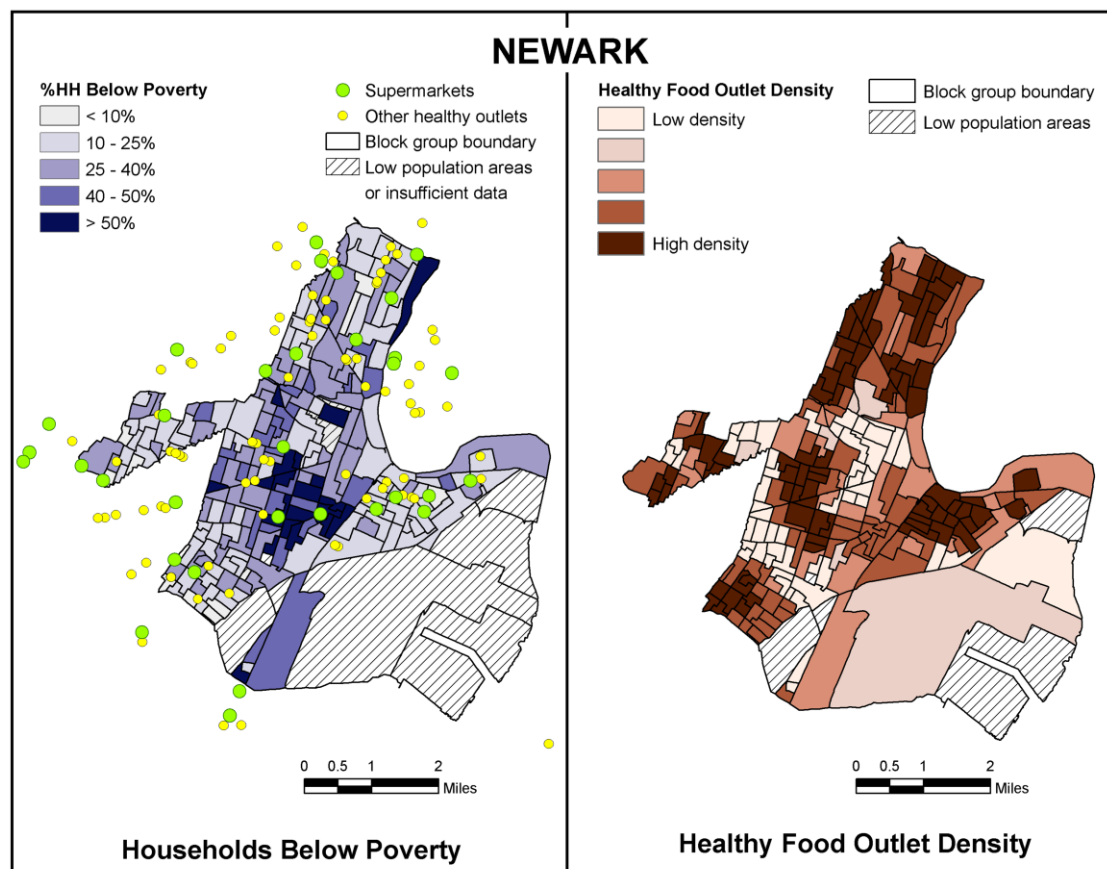 NEWARK
%HH Below Poverty
< 10%
10 - 25%
25 - 40%
40 - 50%
> 50%
Supermarkets
Other healthy outlets
Block group boundary
Low population areas
or insufficient data
0 0.5 1 2
Miles
Households Below Poverty
Healthy Food Outlet Density
Low density
High density
Block group boundary
Low population areas
0 0.5 1 2
Miles
Healthy Food Outlet Density